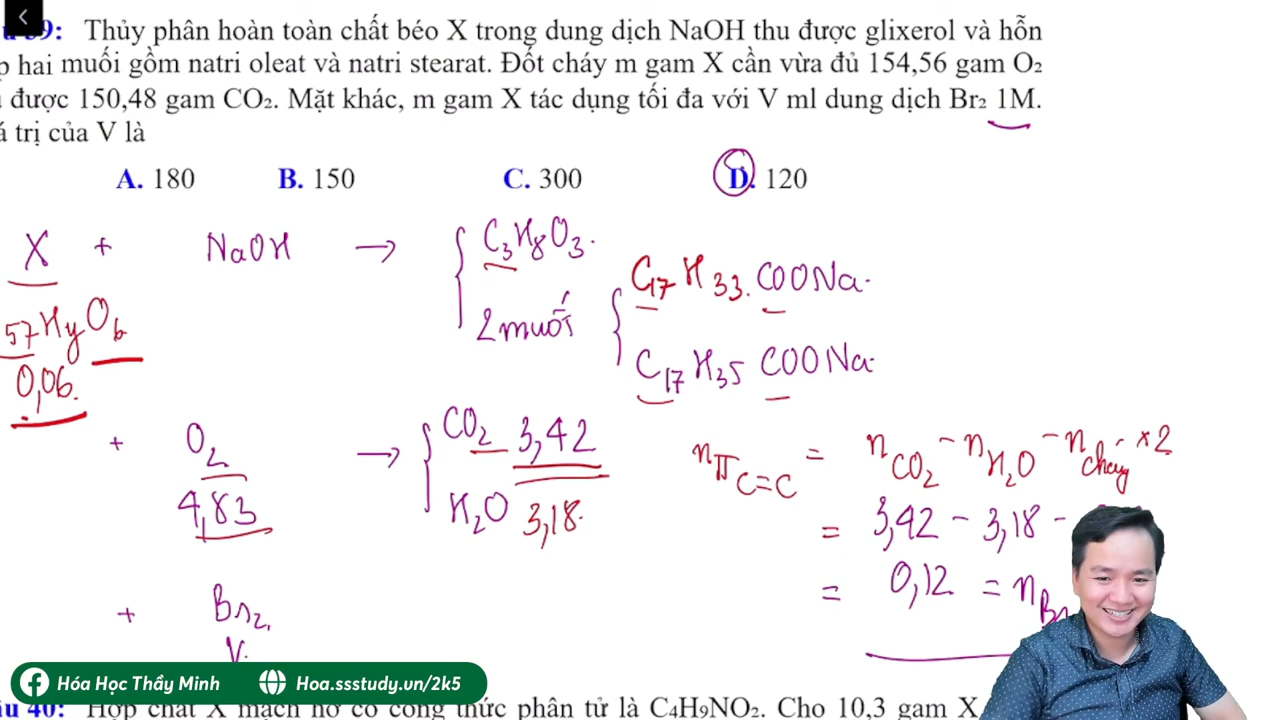 39: Thủy phân hoàn toàn chất béo X trong dung dịch NaOH thu được glixerol và hỗn
p hai muối gồm natri oleat và natri stearat. Đốt cháy m gam X cần vừa đủ 154,56 gam O₂
được 150,48 gam CO₂. Mặt khác, m gam X tác dụng tối đa với V ml dung dịch Br₂ 1M.
á trị của V là
A. 180 B. 150 C. 300 D. 120
X + NaOH → { C₃H₈O₃.
2 muối { C₁₇H₃₃COONa.
C₁₇H₃₅COONa.
57HyO₆
0,06.
+ O₂ → { CO₂ 3,42
4,83 H₂O 3,18.
nπ C=C = nCO₂ - nH₂O - nchay × 2
= 3,42 - 3,18 -
= 0,12 = nBr
+ Br₂.
V.
Hóa Học Thầy Minh Hoa.ssstudy.vn/2k5
u 40: Hợp chất X mạch hở có công thức phân tử là C₄H₉NO₂. Cho 10,3 gam X